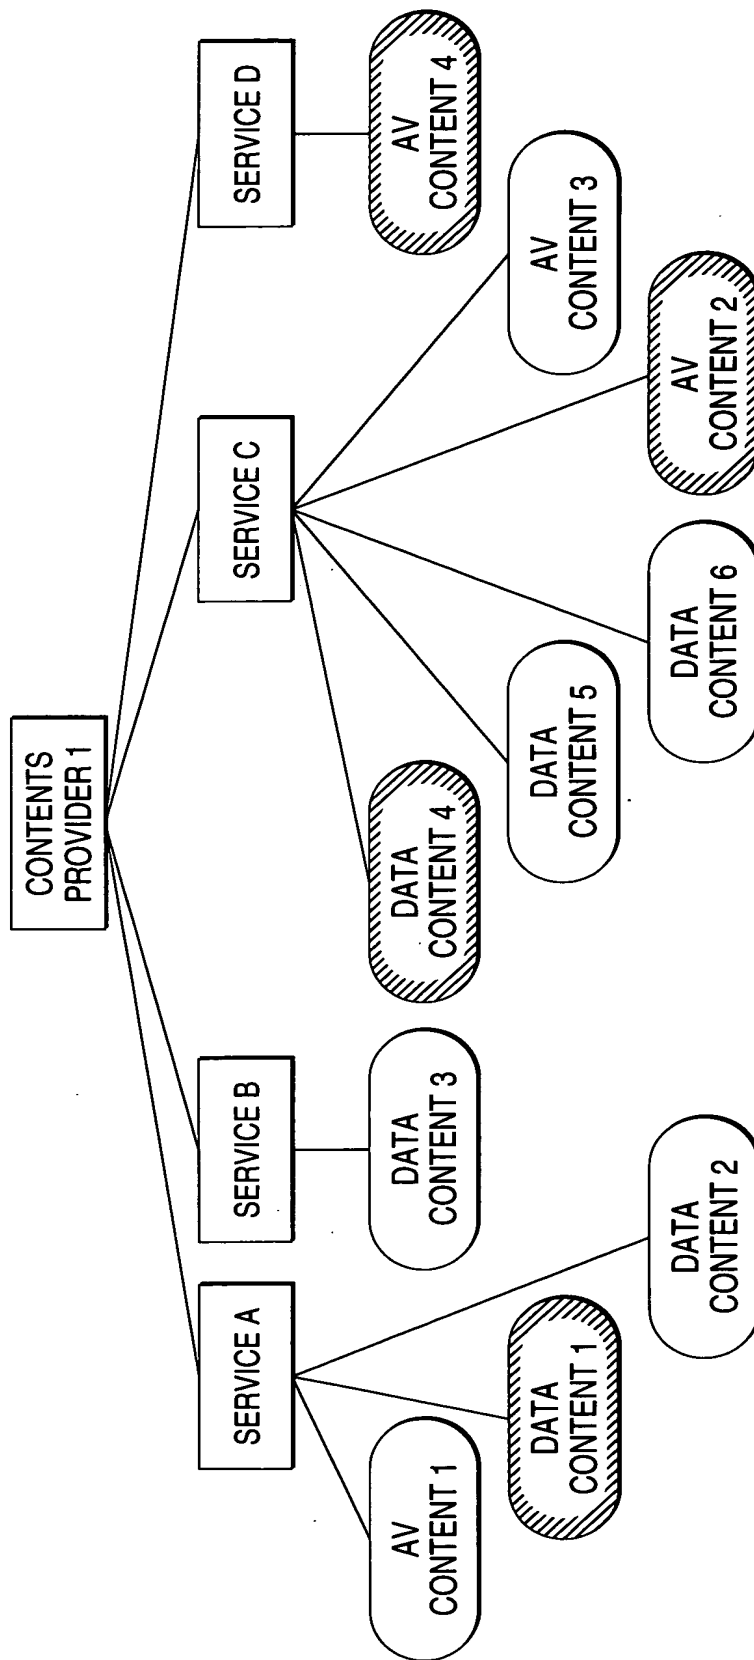 CONTENTS
PROVIDER 1
SERVICE A
SERVICE B
SERVICE C
SERVICE D
AV
CONTENT 1
DATA
CONTENT 3
DATA
CONTENT 4
AV
CONTENT 4
DATA
CONTENT 1
DATA
CONTENT 5
AV
CONTENT 3
DATA
CONTENT 2
DATA
CONTENT 6
AV
CONTENT 2